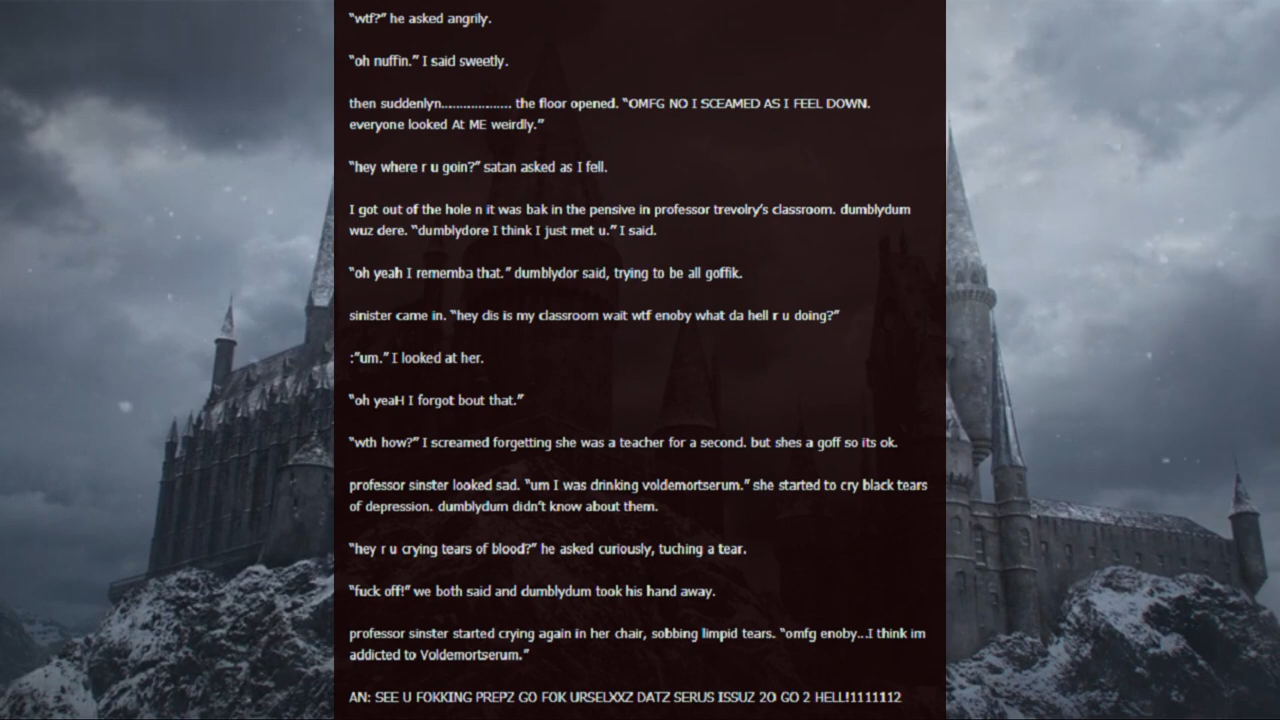 “wtf?” he asked angrily.
“oh nuffin.” I said sweetly.
then suddenlyn................... the floor opened. “OMFG NO I SCEAMED AS I FEEL DOWN.
everyone looked At ME weirdly.”
“hey where r u goin?” satan asked as I fell.
I got out of the hole n it was bak in the pensive in professor trevolry’s classroom. dumblydum
wuz dere. “dumblydore I think I just met u.” I said.
“oh yeah I rememba that.” dumblydor said, trying to be all goffik.
sinister came in. “hey dis is my classroom wait wtf enoby what da hell r u doing?”
:“um.” I looked at her.
“oh yeaH I forgot bout that.”
“wth how?” I screamed forgetting she was a teacher for a second. but shes a goff so its ok.
professor sinster looked sad. “um I was drinking voldemortserum.” she started to cry black tears
of depression. dumblydum didn’t know about them.
“hey r u crying tears of blood?” he asked curiously, tuching a tear.
“fuck off!” we both said and dumblydum took his hand away.
professor sinster started crying again in her chair, sobbing limpid tears. “omfg enoby...I think im
addicted to Voldemortserum.”
AN: SEE U FOKKING PREPZ GO FOK URSELXXZ DATZ SERUS ISSUZ 2O GO 2 HELL!1111112